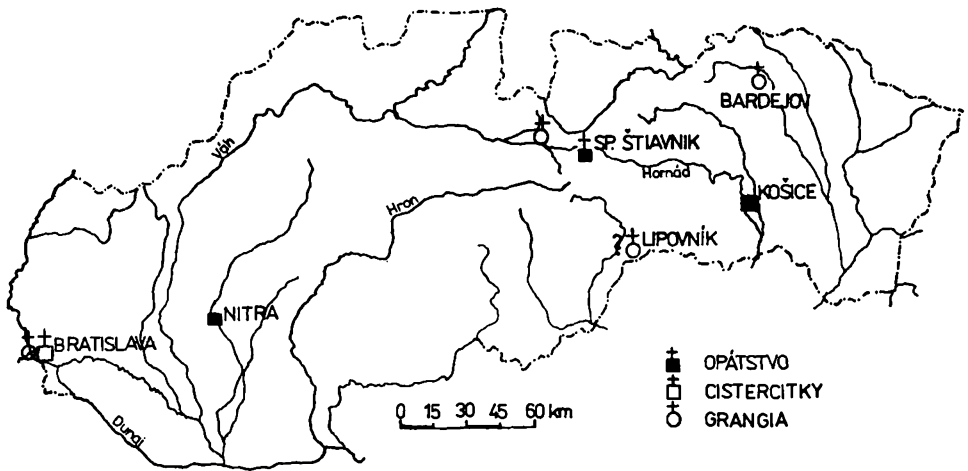 Váh
BARDEJOV
SP. ŠTIAVNIK
Hornád
KOŠICE
Hron
? LIPOVNÍK
NITRA
BRATISLAVA
Dunaj
0 15 30 45 60 km
OPÁTSTVO
CISTERCITKY
GRANGIA